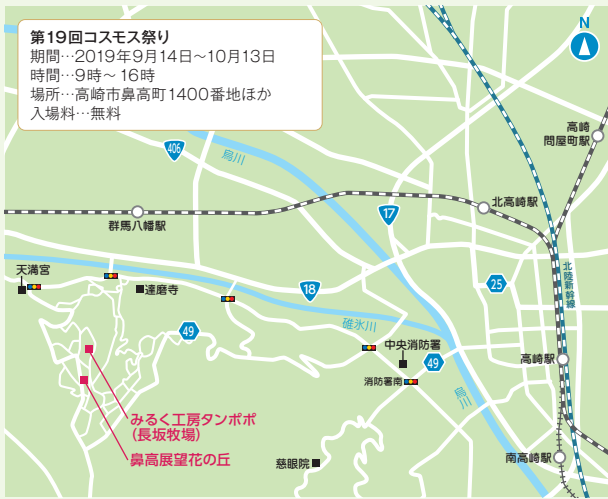 第19回コスモス祭り
期間…2019年9月14日～10月13日
時間…9時～16時
場所…高崎市鼻高町1400番地ほか
入場料…無料
N
高崎
問屋町駅
406
烏川
17
北高崎駅
群馬八幡駅
天満宮
達磨寺
18
25
北陸新幹線
49
碓氷川
中央消防署
49
高崎駅
消防署南
烏川
みるく工房タンポポ
(長坂牧場)
鼻高展望花の丘
慈眼院
南高崎駅